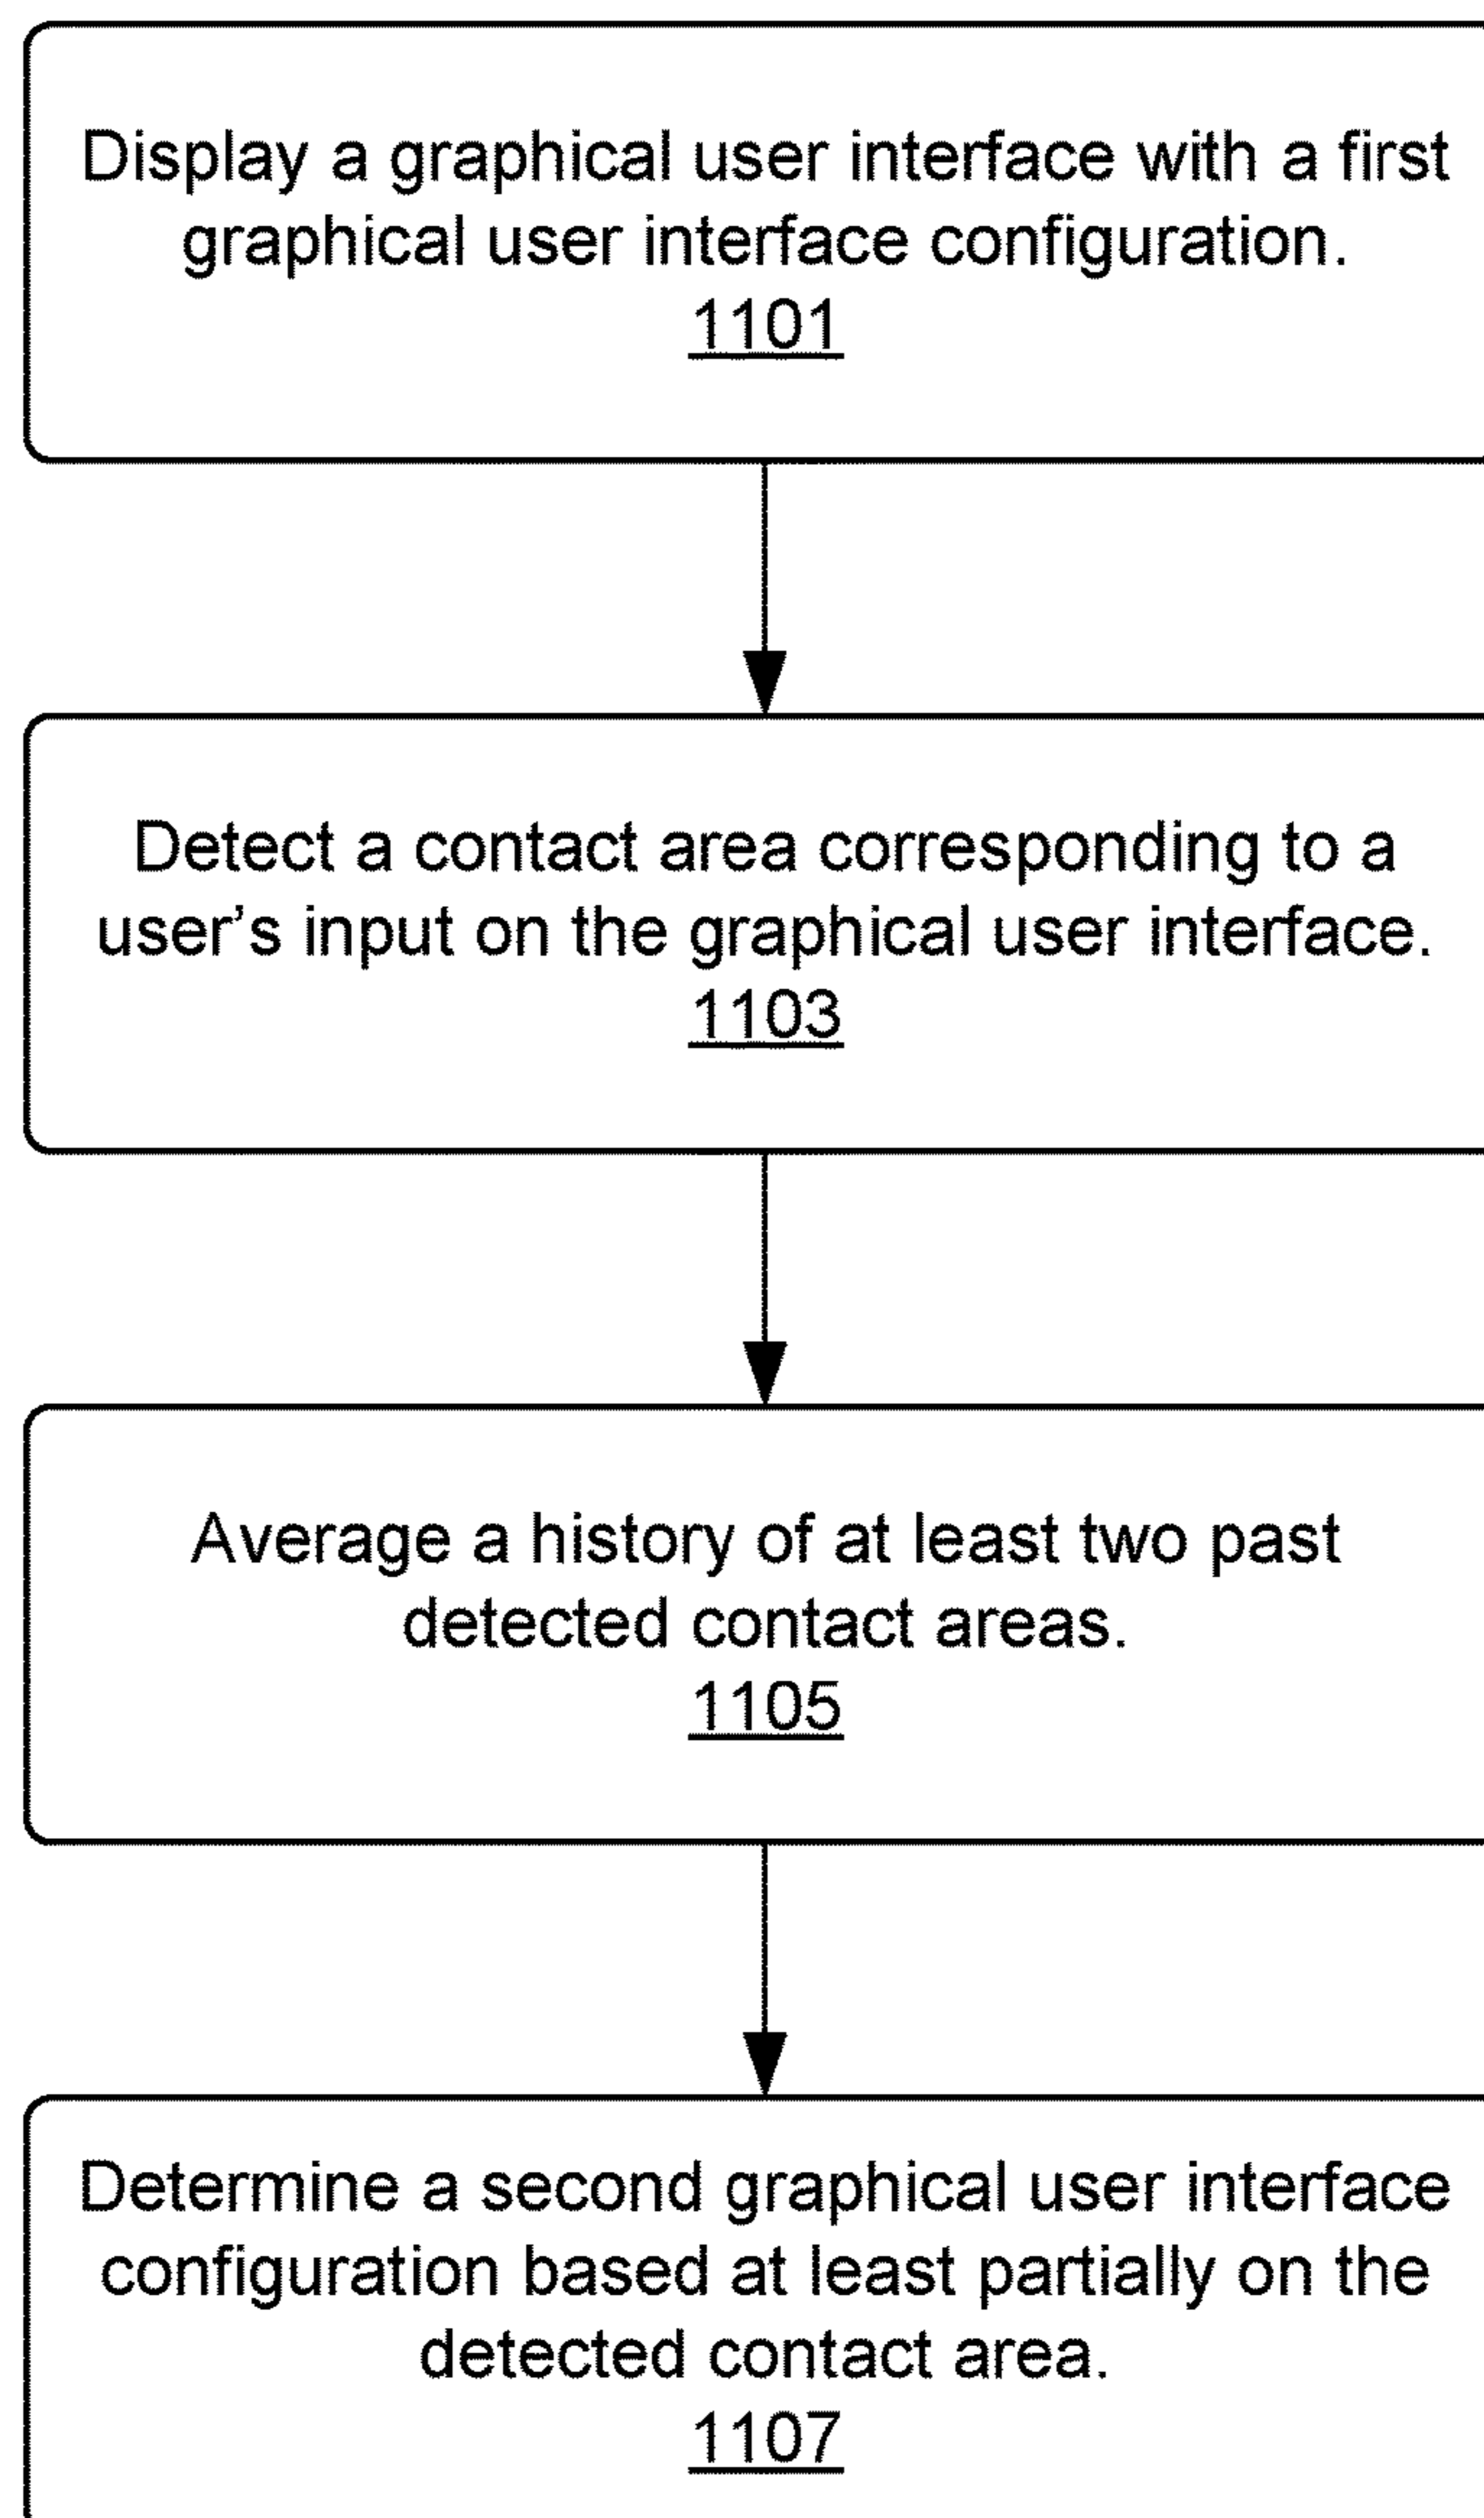 Display a graphical user interface with a first
graphical user interface configuration.
1101
Detect a contact area corresponding to a
user’s input on the graphical user interface.
1103
Average a history of at least two past
detected contact areas.
1105
Determine a second graphical user interface
configuration based at least partially on the
detected contact area.
1107